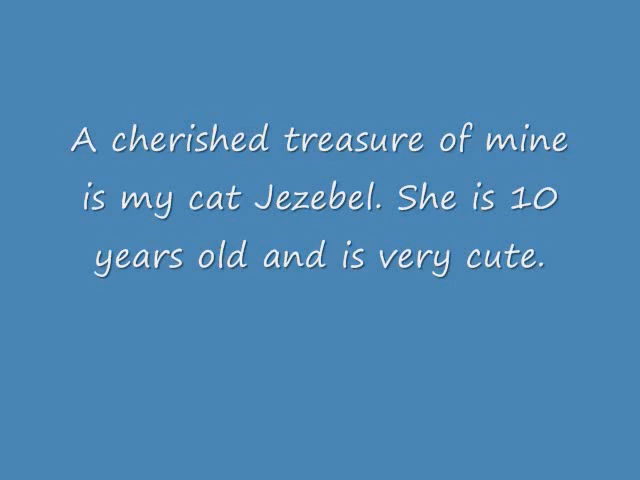 A cherished treasure of mine
is my cat Jezebel. She is 10
years old and is very cute.